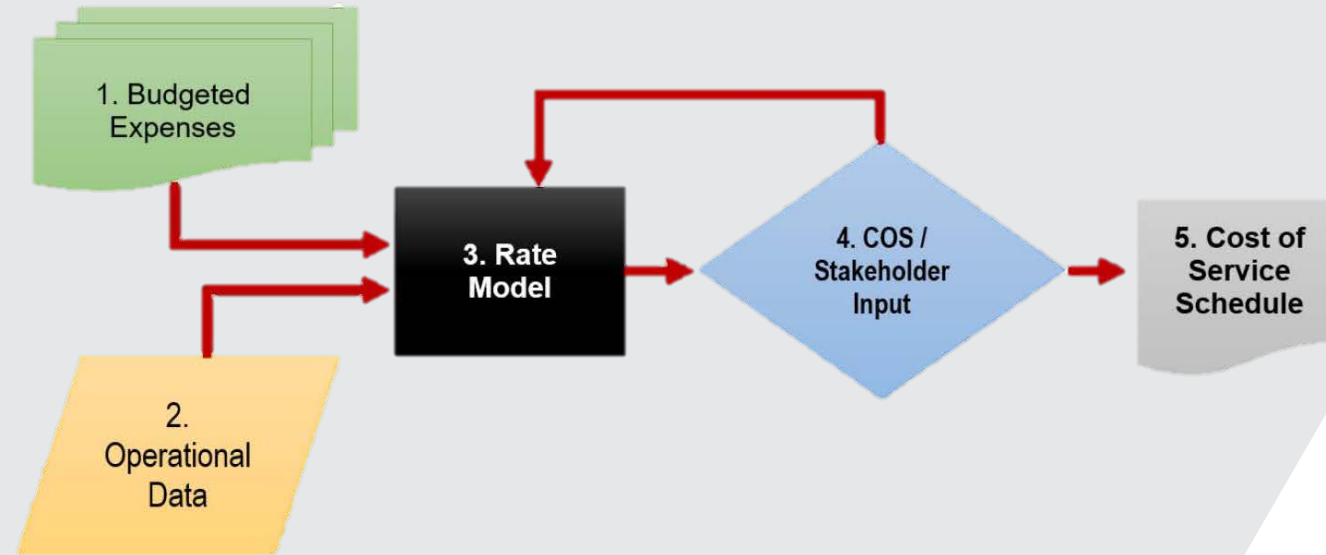 1. Budgeted
Expenses
2.
Operational
Data
3. Rate
Model
4. COS /
Stakeholder
Input
5. Cost of
Service
Schedule